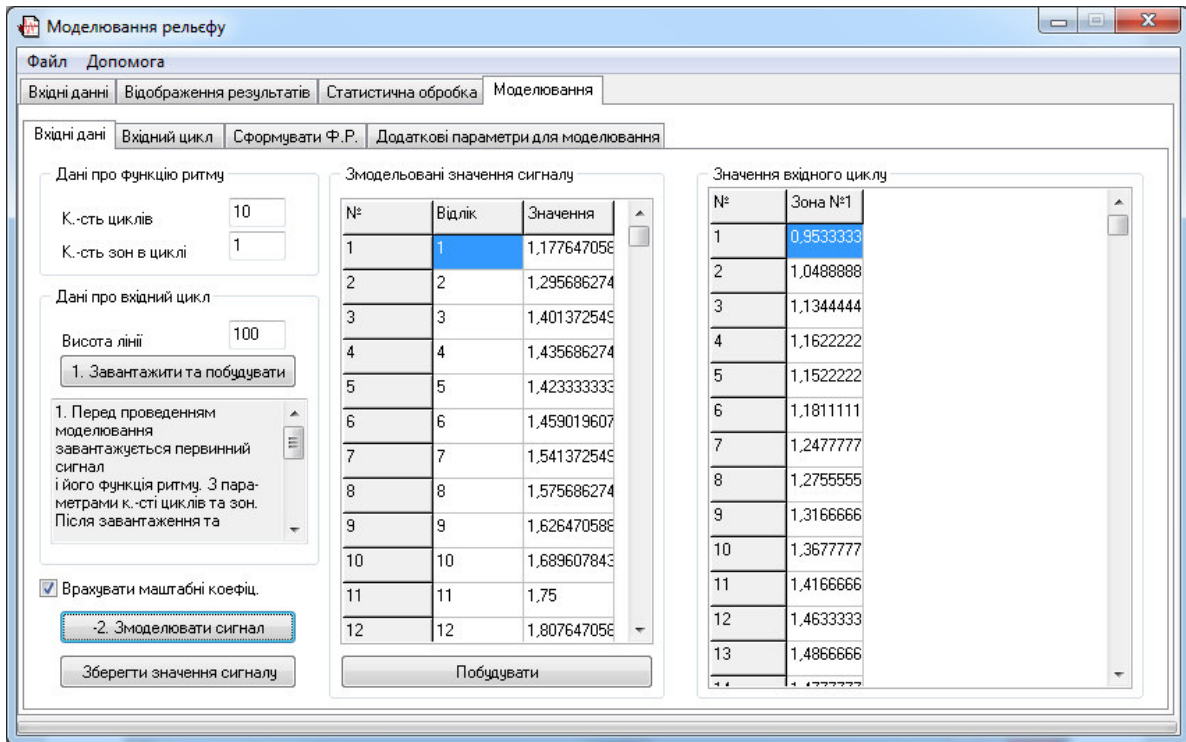 Моделювання рельєфу
Файл Допомога
Вхідні данні Відображення результатів Статистична обробка Моделювання
Вхідні дані Вхідний цикл Сформувати Ф.Р. Додаткові параметри для моделювання
Дані про функцію ритму
К.-сть циклів 10
К.-сть зон в циклі 1
Дані про вхідний цикл
Висота лінії 100
1. Завантажити та побудувати
1. Перед проведенням
моделювання
завантажується первинний
сигнал
і його функція ритму. З пара-
метрами к.-сті циклів та зон.
Після завантаження та
Врахувати маштабні коефіц.
-2. Змоделювати сигнал
Зберегти значення сигналу
Змодельовані значення сигналу
№ Відлік Значення
1 1 1,177647058
2 2 1,295686274
3 3 1,401372549
4 4 1,435686274
5 5 1,423333333
6 6 1,459019607
7 7 1,541372549
8 8 1,575686274
9 9 1,626470588
10 10 1,689607843
11 11 1,75
12 12 1,807647058
Побудувати
Значення вхідного циклу
№ Зона №1
1 0,9533333
2 1,0488888
3 1,1344444
4 1,1622222
5 1,1522222
6 1,1811111
7 1,2477777
8 1,2755555
9 1,3166666
10 1,3677777
11 1,4166666
12 1,4633333
13 1,4866666
14 1,4777777